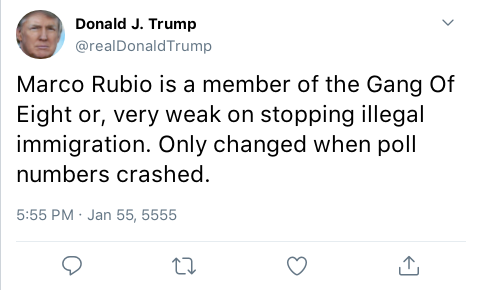 Donald J. Trump
@realDonaldTrump
Marco Rubio is a member of the Gang Of
Eight or, very weak on stopping illegal
immigration. Only changed when poll
numbers crashed.
5:55 PM · Jan 55, 5555